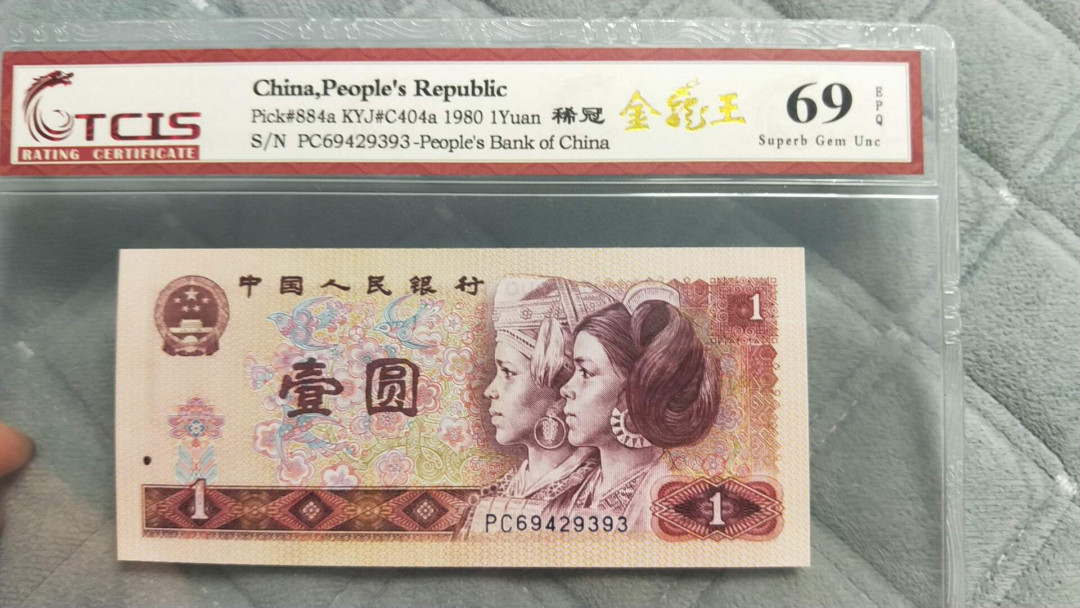 TCIS
RATING CERTIFICATE
China,People's Republic
Pick#884a KYJ#C404a 1980 1Yuan 稀冠
S/N PC69429393-People's Bank of China
金龍王
69
EPQ
Superb Gem Unc
中国人民银行
1
壹圆
1
PC69429393
1